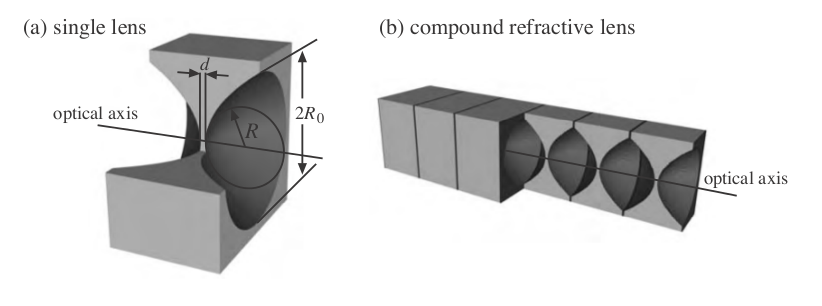 (a) single lens
(b) compound refractive lens
d
optical axis
2R₀
R
optical axis